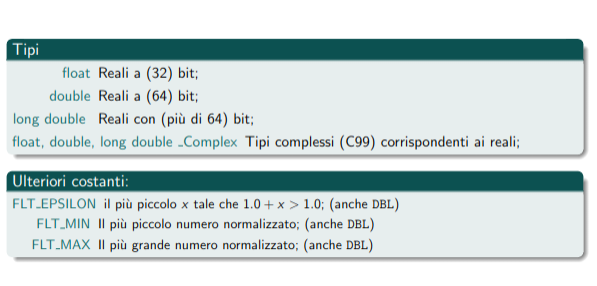 Tipi
float Reali a (32) bit;
double Reali a (64) bit;
long double Reali con (più di 64) bit;
float, double, long double _Complex Tipi complessi (C99) corrispondenti ai reali;
Ulteriori costanti:
FLT_EPSILON il più piccolo x tale che 1.0 + x > 1.0; (anche DBL)
FLT_MIN Il più piccolo numero normalizzato; (anche DBL)
FLT_MAX Il più grande numero normalizzato; (anche DBL)